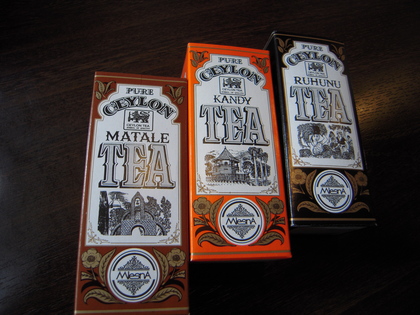 PURE
CEYLON
MATALE
TEA
MlesnA
PURE
CEYLON
KANDY
TEA
MlesnA
PURE
CEYLON
RUHUNU
TEA
MlesnA